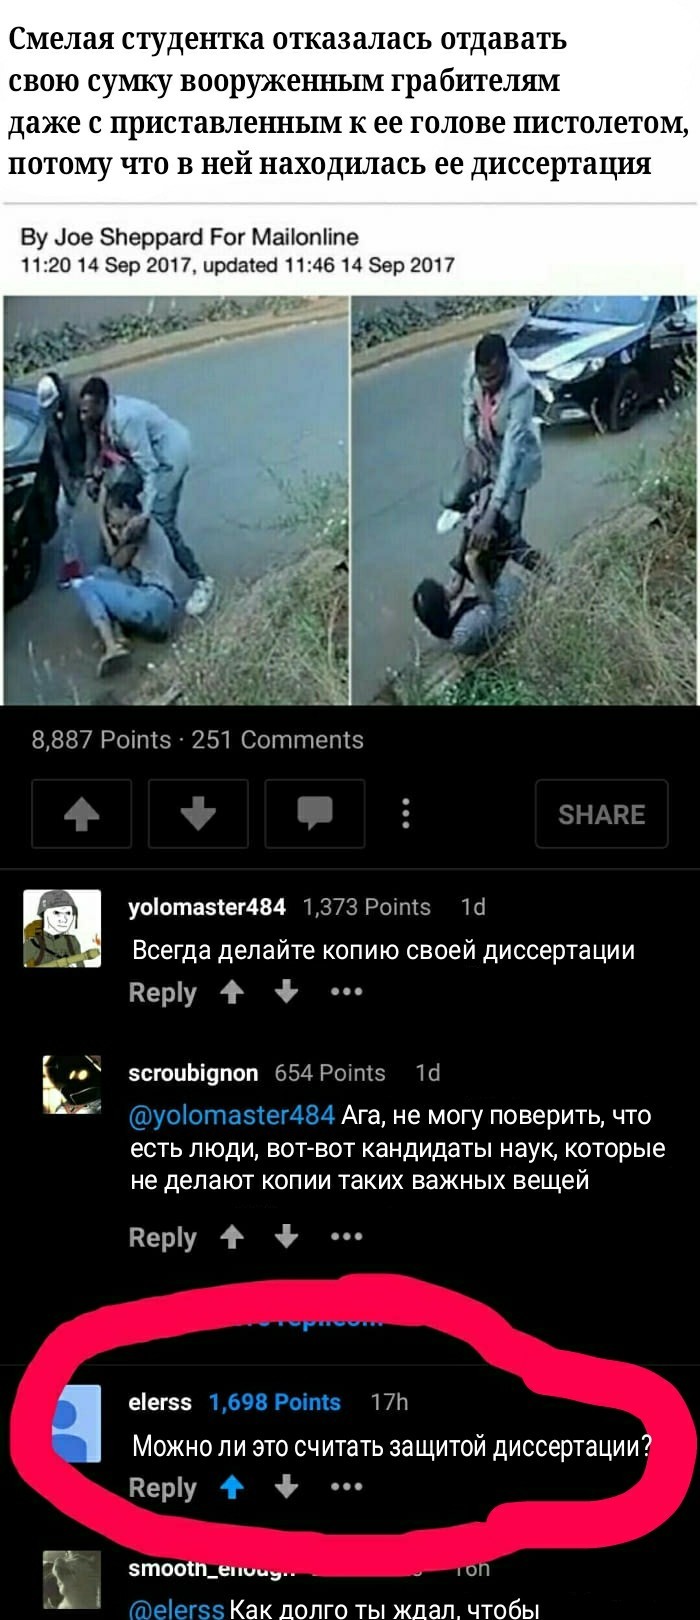 Смелая студентка отказалась отдавать
свою сумку вооруженным грабителям
даже с приставленным к ее голове пистолетом,
потому что в ней находилась ее диссертация
By Joe Sheppard For Mailonline
11:20 14 Sep 2017, updated 11:46 14 Sep 2017
8,887 Points · 251 Comments
SHARE
yolomaster484 1,373 Points 1d
Всегда делайте копию своей диссертации
Reply
scroubignon 654 Points 1d
@yolomaster484 Ага, не могу поверить, что
есть люди, вот-вот кандидаты наук, которые
не делают копии таких важных вещей
Reply
elerss 1,698 Points 17h
Можно ли это считать защитой диссертации?
Reply
@elerss Как долго ты ждал, чтобы